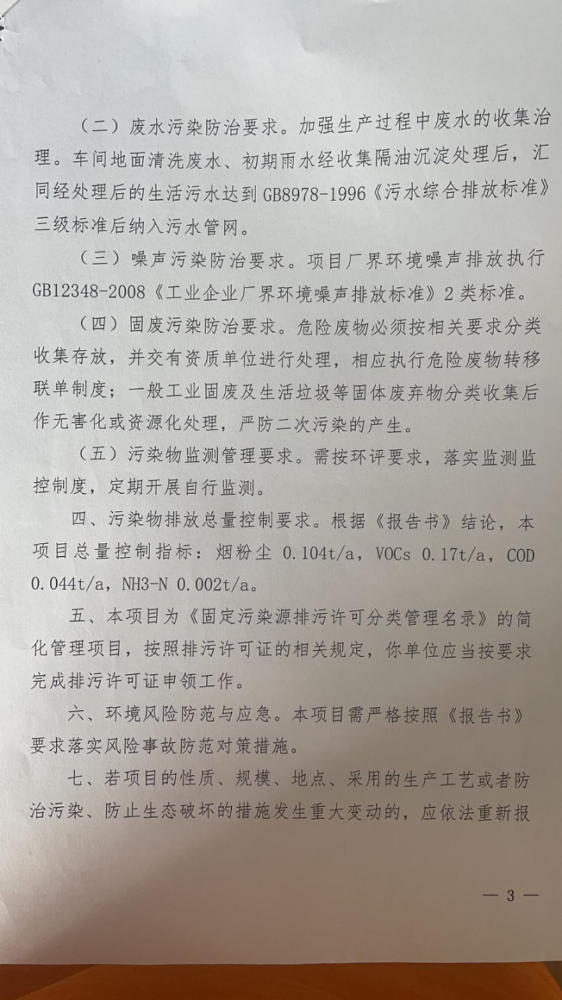 （二）废水污染防治要求。加强生产过程中废水的收集治
理。车间地面清洗废水、初期雨水经收集隔油沉淀处理后，汇
同经处理后的生活污水达到GB8978-1996《污水综合排放标准》
三级标准后纳入污水管网。
（三）噪声污染防治要求。项目厂界环境噪声排放执行
GB12348-2008《工业企业厂界环境噪声排放标准》2类标准。
（四）固废污染防治要求。危险废物必须按相关要求分类
收集存放，并交有资质单位进行处理，相应执行危险废物转移
联单制度；一般工业固废及生活垃圾等固体废弃物分类收集后
作无害化或资源化处理，严防二次污染的产生。
（五）污染物监测管理要求。需按环评要求，落实监测监
控制度，定期开展自行监测。
四、污染物排放总量控制要求。根据《报告书》结论，本
项目总量控制指标：烟粉尘 0.104t/a，VOCs 0.17t/a，COD
0.044t/a，NH3-N 0.002t/a。
五、本项目为《固定污染源排污许可分类管理名录》的简
化管理项目，按照排污许可证的相关规定，你单位应当按要求
完成排污许可证申领工作。
六、环境风险防范与应急。本项目需严格按照《报告书》
要求落实风险事故防范对策措施。
七、若项目的性质、规模、地点、采用的生产工艺或者防
治污染、防止生态破坏的措施发生重大变动的，应依法重新报
— 3 —